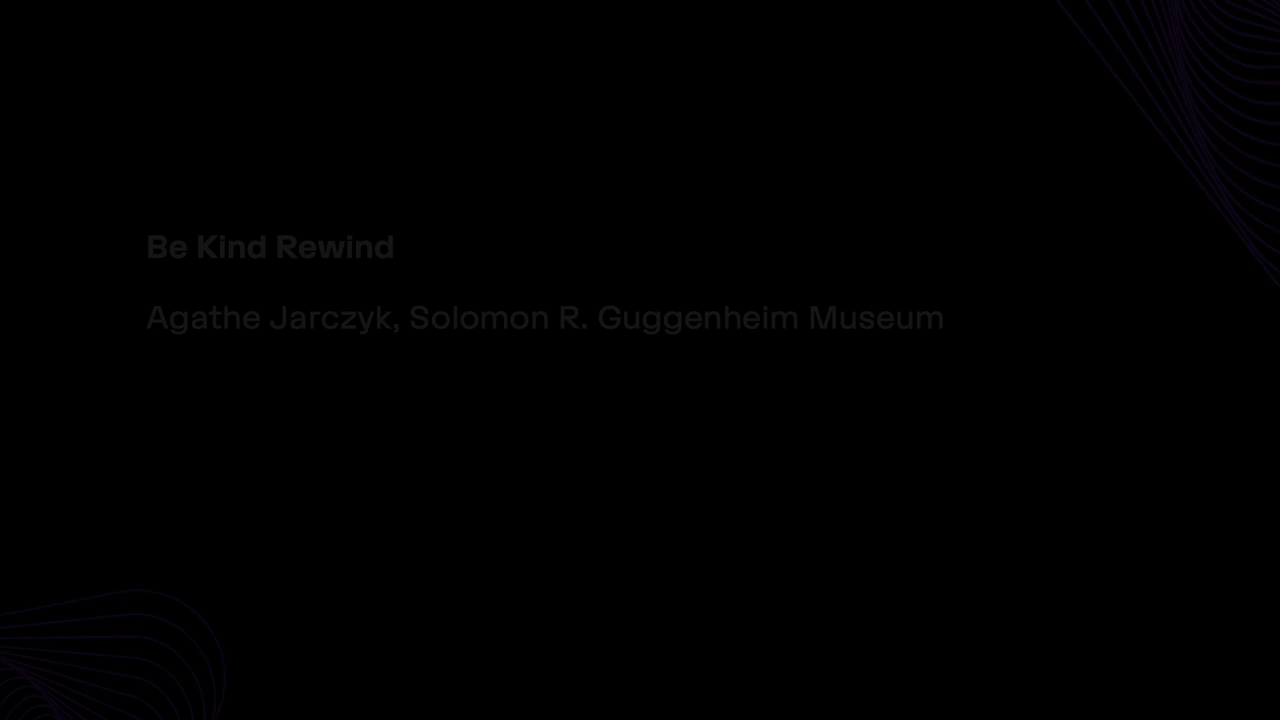 Be Kind Rewind
Agathe Jarczyk, Solomon R. Guggenheim Museum